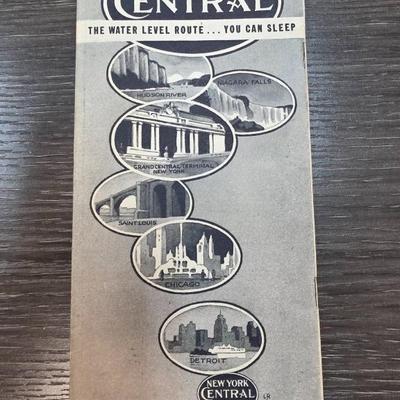 CENTRAL
THE WATER LEVEL ROUTE... YOU CAN SLEEP
HUDSON RIVER
NIAGARA FALLS
GRAND CENTRAL TERMINAL
NEW YORK
SAINT LOUIS
CHICAGO
DETROIT
NEW YORK
CENTRAL